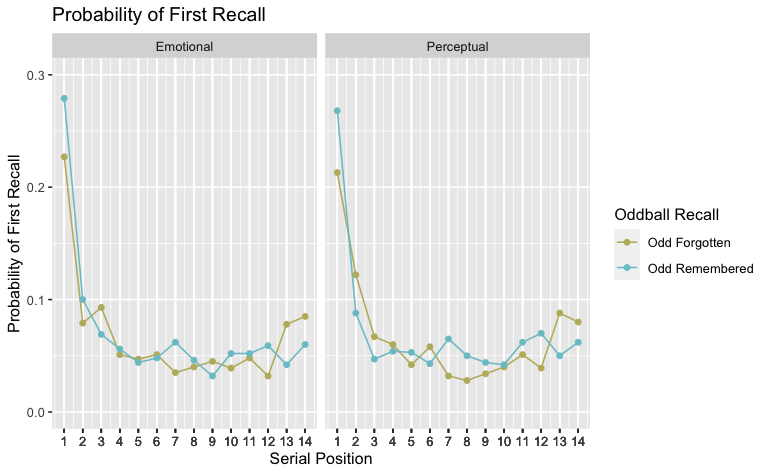 Probability of First Recall
Emotional
Perceptual
Probability of First Recall
0.3
0.2
0.1
0.0
1 2 3 4 5 6 7 8 9 10 11 12 13 14
1 2 3 4 5 6 7 8 9 10 11 12 13 14
Serial Position
Oddball Recall
Odd Forgotten
Odd Remembered